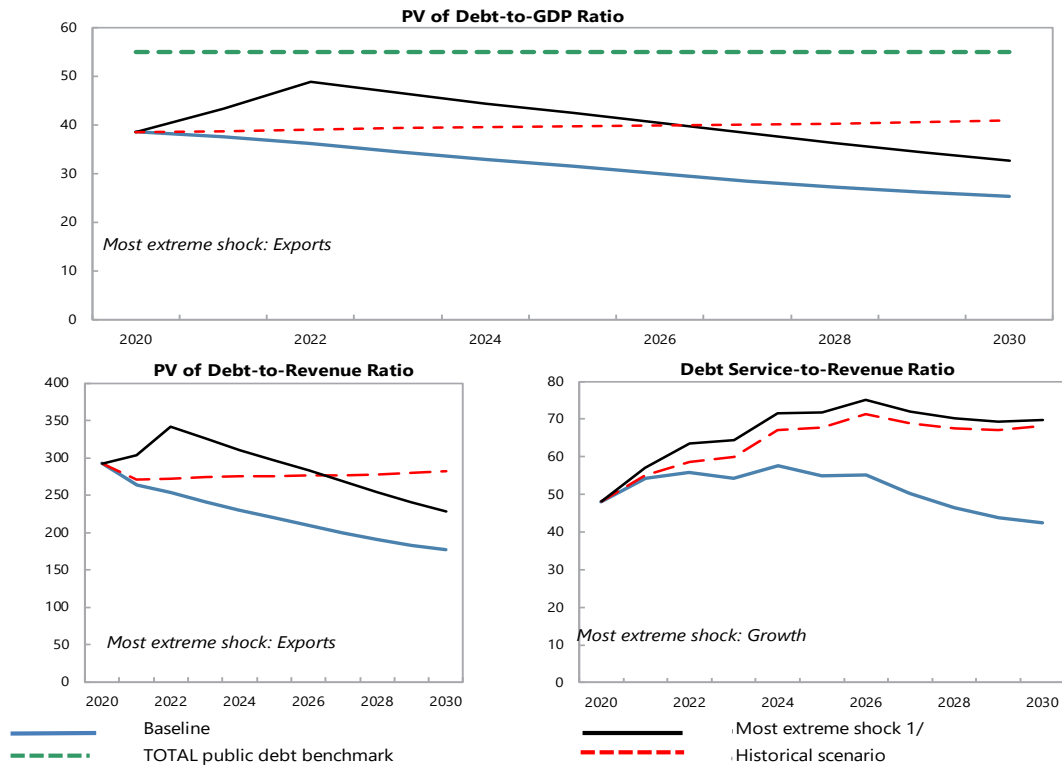 PV of Debt-to-GDP Ratio
60
50
40
30
20
10
0
Most extreme shock: Exports
2020 2022 2024 2026 2028 2030
PV of Debt-to-Revenue Ratio
400
350
300
250
200
150
100
50
0
Most extreme shock: Exports
2020 2022 2024 2026 2028 2030
Debt Service-to-Revenue Ratio
80
70
60
50
40
30
20
10
0
Most extreme shock: Growth
2020 2022 2024 2026 2028 2030
Baseline
Most extreme shock 1/
TOTAL public debt benchmark
Historical scenario